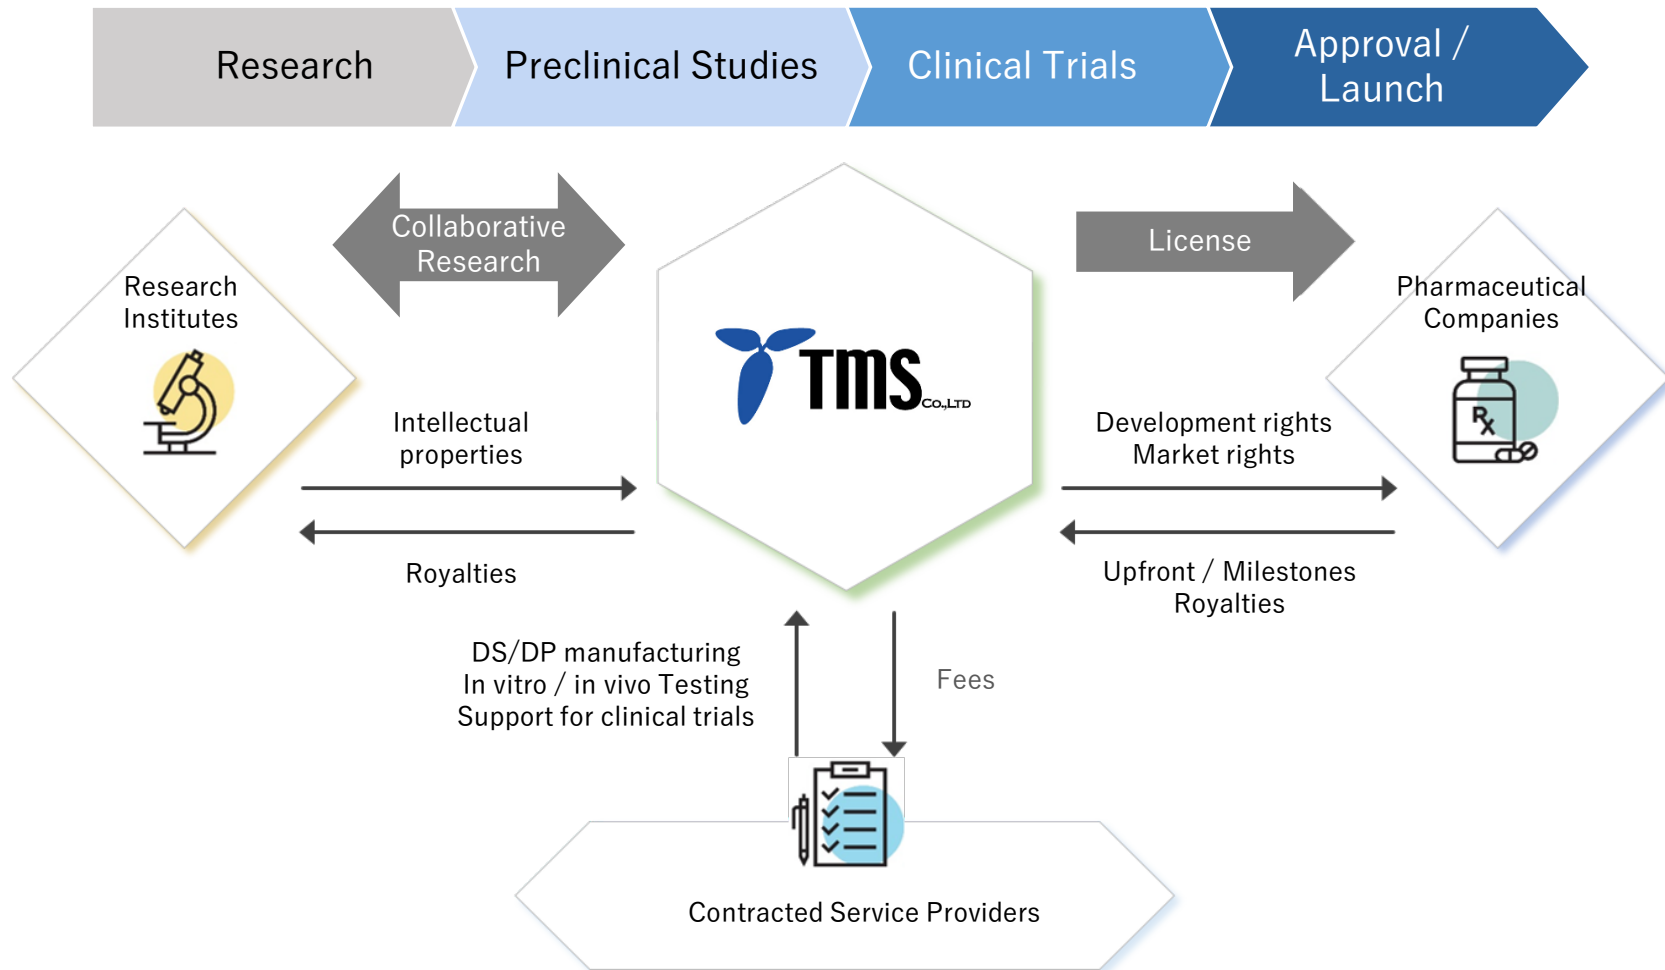 Research
Preclinical Studies
Clinical Trials
Approval /
Launch
Collaborative
Research
License
Research
Institutes
Pharmaceutical
Companies
TMS Co.,LTD
Rx
Intellectual
properties
Development rights
Market rights
Royalties
Upfront / Milestones
Royalties
DS/DP manufacturing
In vitro / in vivo Testing
Support for clinical trials
Fees
Contracted Service Providers